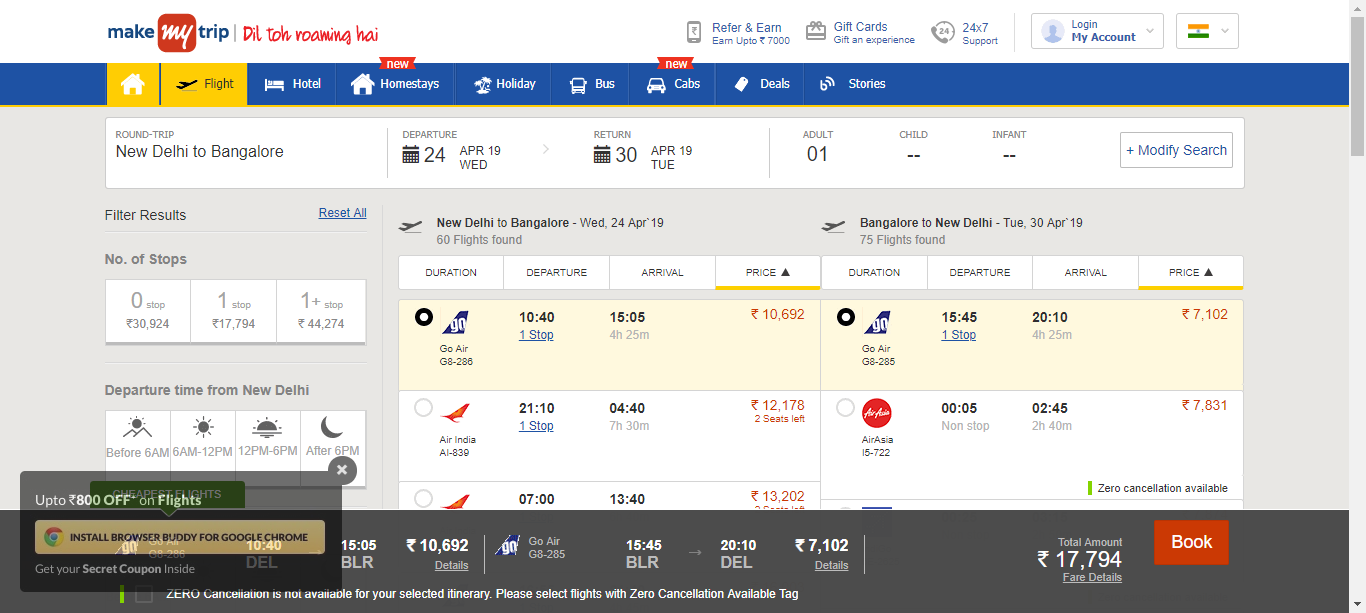 make my trip | Dil toh roaming hai
Refer & Earn
Earn Upto ₹ 7000
Gift Cards
Gift an experience
24
24x7
Support
Login
My Account
Flight
Hotel
new
Homestays
Holiday
Bus
new
Cabs
Deals
Stories
ROUND-TRIP
New Delhi to Bangalore
DEPARTURE
24 APR 19
WED
RETURN
30 APR 19
TUE
ADULT
01
CHILD
--
INFANT
--
+ Modify Search
Filter Results
Reset All
No. of Stops
0 stop
₹30,924
1 stop
₹17,794
1+ stop
₹ 44,274
Departure time from New Delhi
Before 6AM
6AM-12PM
12PM-6PM
After 6PM
New Delhi to Bangalore - Wed, 24 Apr`19
60 Flights found
DURATION
DEPARTURE
ARRIVAL
PRICE ▲
go
Go Air
G8-286
10:40
1 Stop
15:05
4h 25m
₹ 10,692
Air India
AI-839
21:10
1 Stop
04:40
7h 30m
₹ 12,178
2 Seats left
07:00
13:40
₹ 13,202
Bangalore to New Delhi - Tue, 30 Apr`19
75 Flights found
DURATION
DEPARTURE
ARRIVAL
PRICE ▲
go
Go Air
G8-285
15:45
1 Stop
20:10
4h 25m
₹ 7,102
AirAsia
AirAsia
I5-722
00:05
Non stop
02:45
2h 40m
₹ 7,831
Zero cancellation available
CHEAPEST FLIGHTS
Upto ₹800 OFF* on Flights
INSTALL BROWSER BUDDY FOR GOOGLE CHROME
Get your Secret Coupon Inside
go
Go Air
G8-286
10:40
DEL
→
15:05
BLR
₹ 10,692
Details
go
Go Air
G8-285
15:45
BLR
→
20:10
DEL
₹ 7,102
Details
Total Amount
₹ 17,794
Fare Details
Book
ZERO Cancellation is not available for your selected itinerary. Please select flights with Zero Cancellation Available Tag